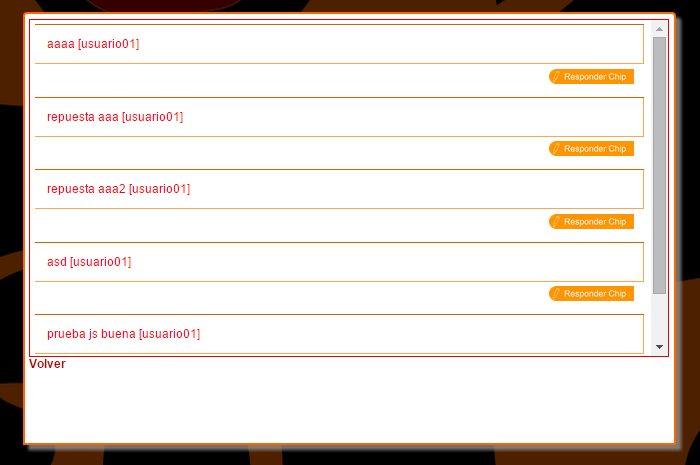 aaaa [usuario01]
Responder Chip
repuesta aaa [usuario01]
Responder Chip
repuesta aaa2 [usuario01]
Responder Chip
asd [usuario01]
Responder Chip
prueba js buena [usuario01]
Volver